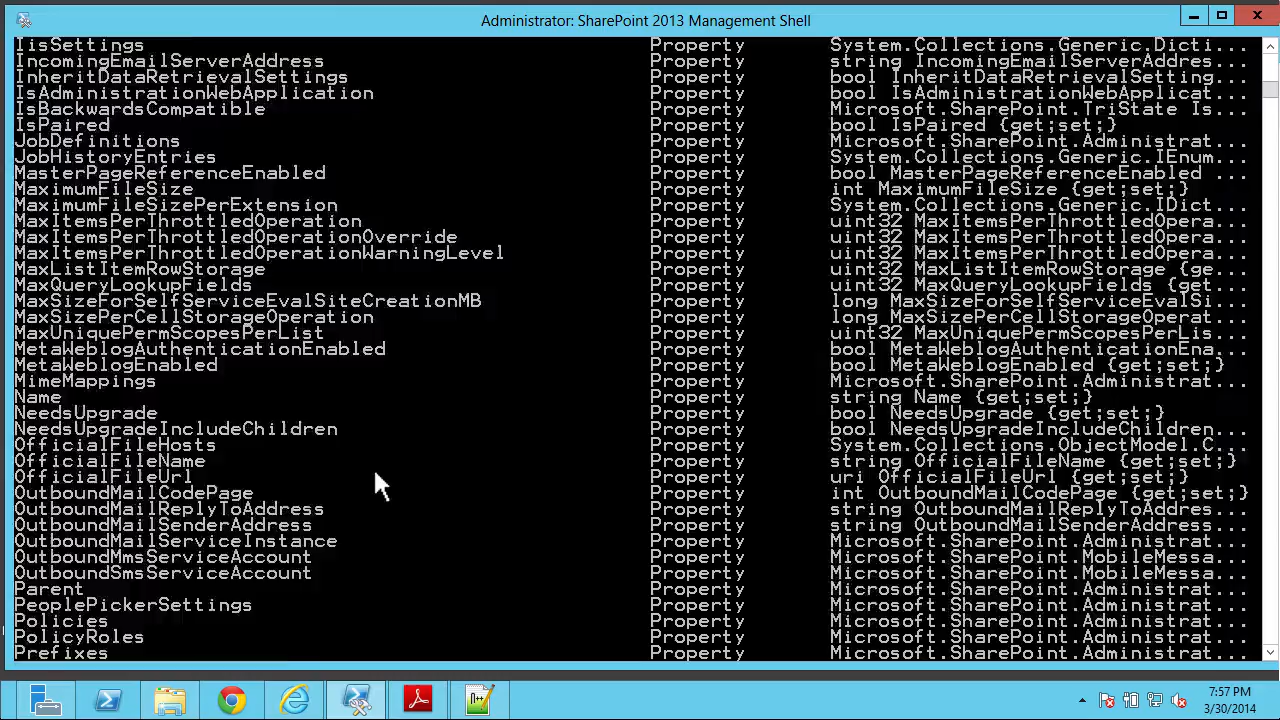 Administrator: SharePoint 2013 Management Shell
IisSettings Property System.Collections.Generic.Dicti...
IncomingEmailServerAddress Property string IncomingEmailServerAddres...
InheritDataRetrievalSettings Property bool InheritDataRetrievalSetting...
IsAdministrationWebApplication Property bool IsAdministrationWebApplicat...
IsBackwardsCompatible Property Microsoft.SharePoint.TriState Is...
IsPaired Property bool IsPaired {get;set;}
JobDefinitions Property Microsoft.SharePoint.Administrat...
JobHistoryEntries Property System.Collections.Generic.IEnum...
MasterPageReferenceEnabled Property bool MasterPageReferenceEnabled ...
MaximumFileSize Property int MaximumFileSize {get;set;}
MaximumFileSizePerExtension Property System.Collections.Generic.IDict...
MaxItemsPerThrottledOperation Property uint32 MaxItemsPerThrottledOpera...
MaxItemsPerThrottledOperationOverride Property uint32 MaxItemsPerThrottledOpera...
MaxItemsPerThrottledOperationWarningLevel Property uint32 MaxItemsPerThrottledOpera...
MaxListItemRowStorage Property uint32 MaxListItemRowStorage {ge...
MaxQueryLookupFields Property uint32 MaxQueryLookupFields {get...
MaxSizeForSelfServiceEvalSiteCreationMB Property long MaxSizeForSelfServiceEvalSi...
MaxSizePerCellStorageOperation Property long MaxSizePerCellStorageOperat...
MaxUniquePermScopesPerList Property uint32 MaxUniquePermScopesPerLis...
MetaWeblogAuthenticationEnabled Property bool MetaWeblogAuthenticationEna...
MetaWeblogEnabled Property bool MetaWeblogEnabled {get;set;}
MimeMappings Property Microsoft.SharePoint.Administrat...
Name Property string Name {get;set;}
NeedsUpgrade Property bool NeedsUpgrade {get;set;}
NeedsUpgradeIncludeChildren Property bool NeedsUpgradeIncludeChildren...
OfficialFileHosts Property System.Collections.ObjectModel.C...
OfficialFileName Property string OfficialFileName {get;set;}
OfficialFileUrl Property uri OfficialFileUrl {get;set;}
OutboundMailCodePage Property int OutboundMailCodePage {get;set;}
OutboundMailReplyToAddress Property string OutboundMailReplyToAddres...
OutboundMailSenderAddress Property string OutboundMailSenderAddress...
OutboundMailServiceInstance Property Microsoft.SharePoint.Administrat...
OutboundMmsServiceAccount Property Microsoft.SharePoint.MobileMessa...
OutboundSmsServiceAccount Property Microsoft.SharePoint.MobileMessa...
Parent Property Microsoft.SharePoint.Administrat...
PeoplePickerSettings Property Microsoft.SharePoint.Administrat...
Policies Property Microsoft.SharePoint.Administrat...
PolicyRoles Property Microsoft.SharePoint.Administrat...
Prefixes Property Microsoft.SharePoint.Administrat...
7:57 PM
3/30/2014